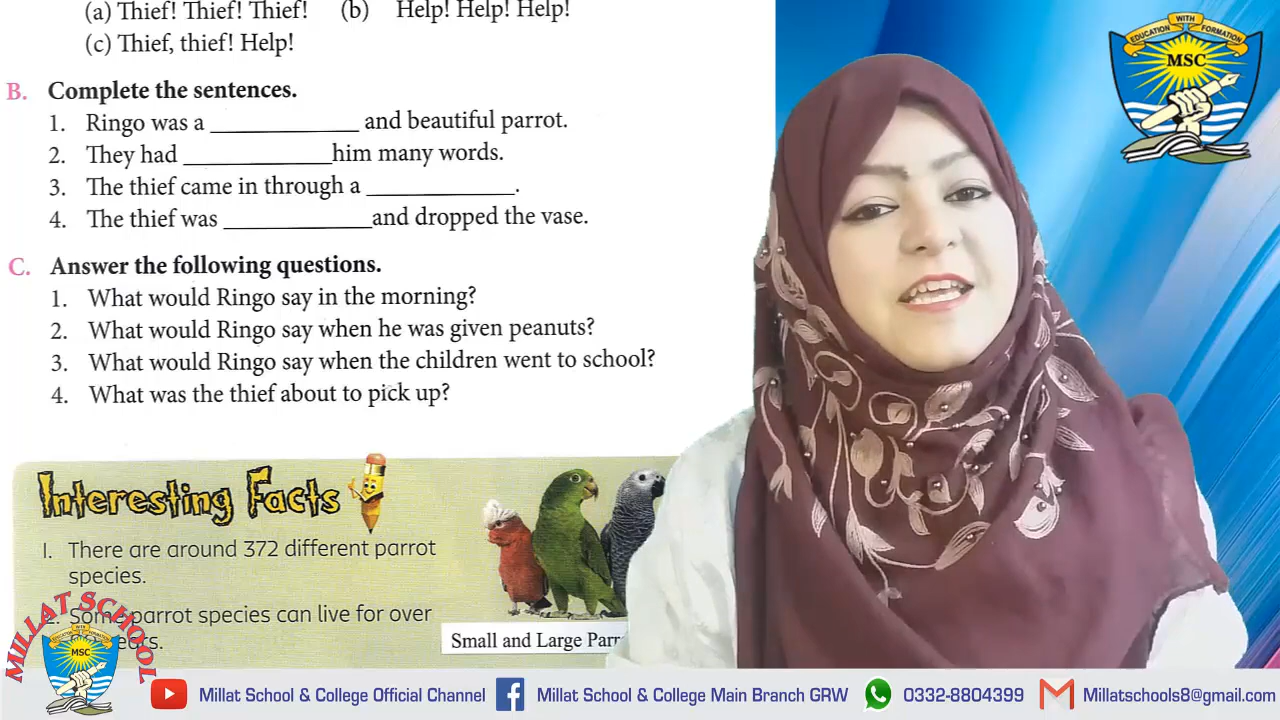 (a) Thief! Thief! Thief! (b) Help! Help! Help!
(c) Thief, thief! Help!
B. Complete the sentences.
1. Ringo was a ____________ and beautiful parrot.
2. They had ____________him many words.
3. The thief came in through a ____________.
4. The thief was ____________and dropped the vase.
C. Answer the following questions.
1. What would Ringo say in the morning?
2. What would Ringo say when he was given peanuts?
3. What would Ringo say when the children went to school?
4. What was the thief about to pick up?
Interesting Facts
1. There are around 372 different parrot
species.
Some parrot species can live for over
Small and Large
EDUCATION WITH FORMATION
MSC
MILLAT SCHOOL
MSC
Millat School & College Official Channel
Millat School & College Main Branch GRW
0332-8804399
Millatschools8@gmail.com